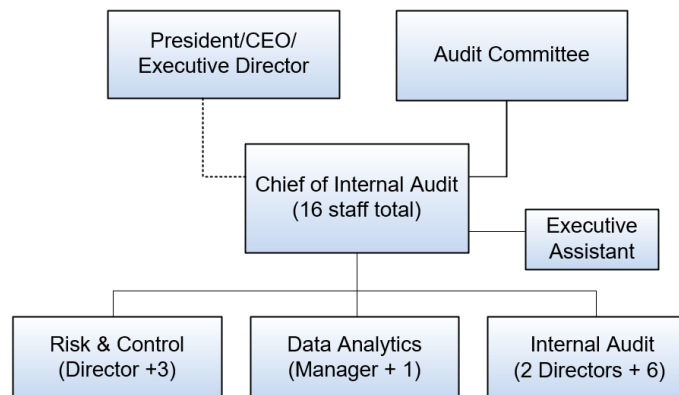 President/CEO/
Executive Director
Audit Committee
Chief of Internal Audit
(16 staff total)
Executive
Assistant
Risk & Control
(Director +3)
Data Analytics
(Manager + 1)
Internal Audit
(2 Directors + 6)